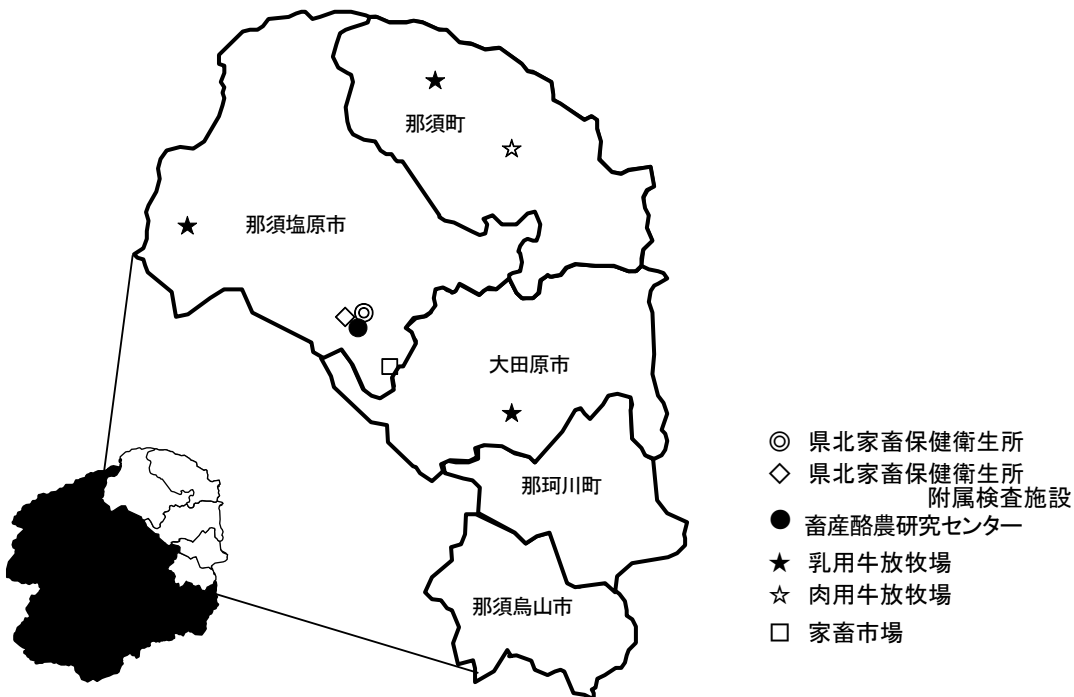 那須町
那須塩原市
大田原市
那珂川町
那須烏山市
◎ 県北家畜保健衛生所
◇ 県北家畜保健衛生所
附属検査施設
● 畜産酪農研究センター
★ 乳用牛放牧場
☆ 肉用牛放牧場
□ 家畜市場